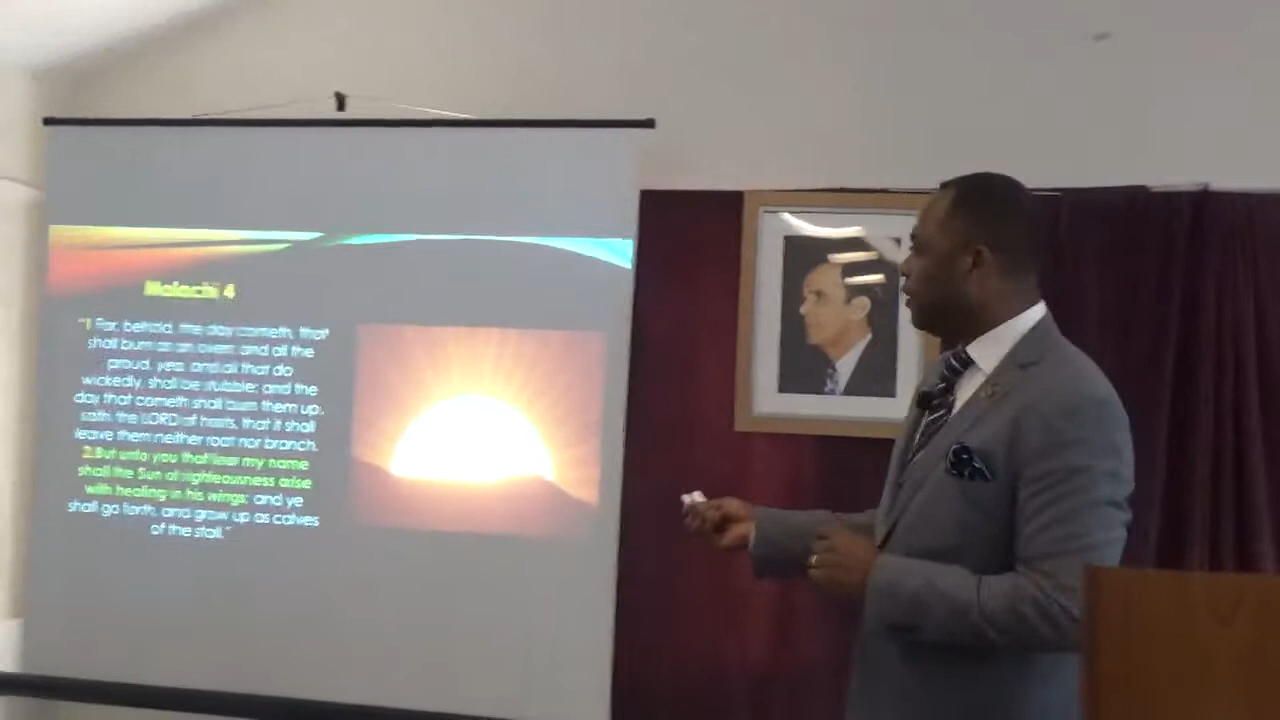 Malachi 4
"1 For, behold, the day cometh, that
shall burn as an oven; and all the
proud, yea, and all that do
wickedly, shall be stubble: and the
day that cometh shall burn them up,
saith the LORD of hosts, that it shall
leave them neither root nor branch.
2.But unto you that fear my name
shall the Sun of righteousness arise
with healing in his wings; and ye
shall go forth, and grow up as calves
of the stall."